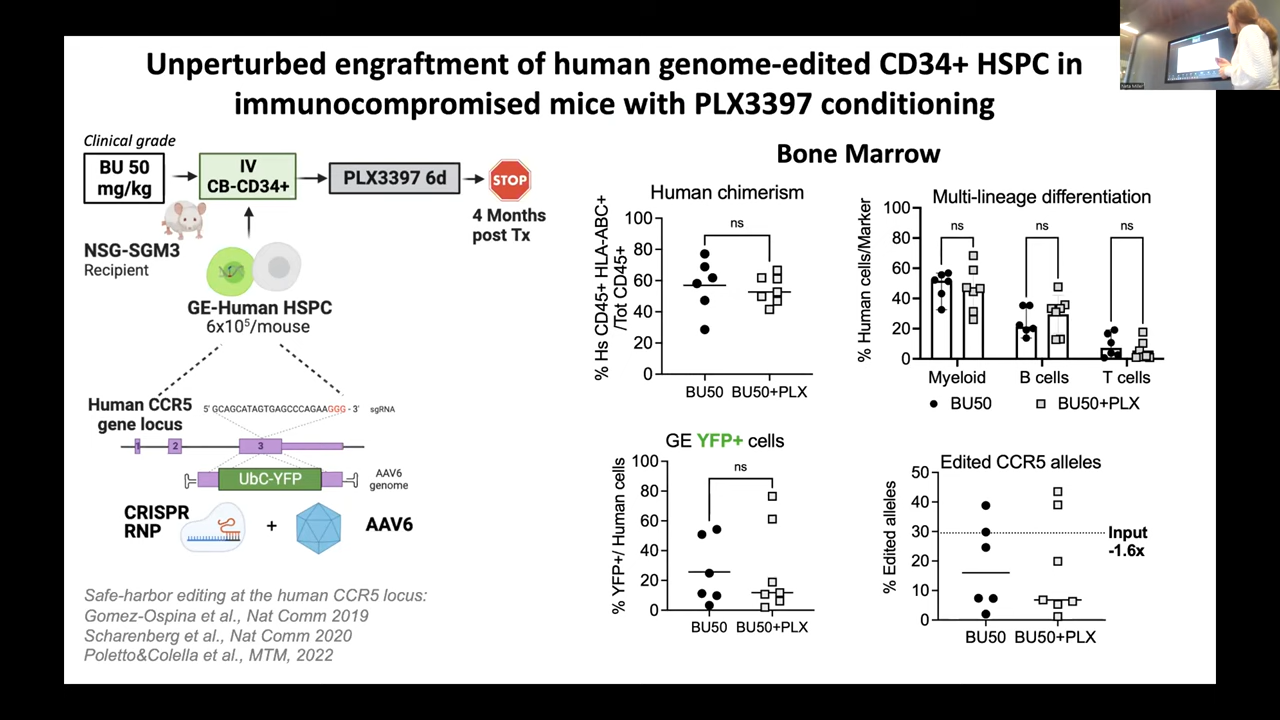 Unperturbed engraftment of human genome-edited CD34+ HSPC in
immunocompromised mice with PLX3397 conditioning
Clinical grade
BU 50
mg/kg
IV
CB-CD34+
PLX3397 6d
STOP
4 Months
post Tx
NSG-SGM3
Recipient
GE-Human HSPC
6x10⁵/mouse
Human CCR5
gene locus
5' GCAGCATAGTGAGCCCAGAAGGG - 3' sgRNA
1
2
3
UbC-YFP
AAV6
genome
CRISPR
RNP
+
AAV6
Safe-harbor editing at the human CCR5 locus:
Gomez-Ospina et al., Nat Comm 2019
Scharenberg et al., Nat Comm 2020
Poletto&Colella et al., MTM, 2022
Bone Marrow
Human chimerism
% Hs CD45+ HLA-ABC+
/Tot CD45+
100
80
60
40
20
0
ns
BU50
BU50+PLX
Multi-lineage differentiation
% Human cells/Marker
100
80
60
40
20
0
ns
ns
ns
Myeloid
B cells
T cells
BU50
BU50+PLX
GE YFP+ cells
% YFP+/ Human cells
100
80
60
40
20
0
ns
BU50
BU50+PLX
Edited CCR5 alleles
% Edited alleles
50
40
30
20
10
0
Input
-1.6x
BU50
BU50+PLX